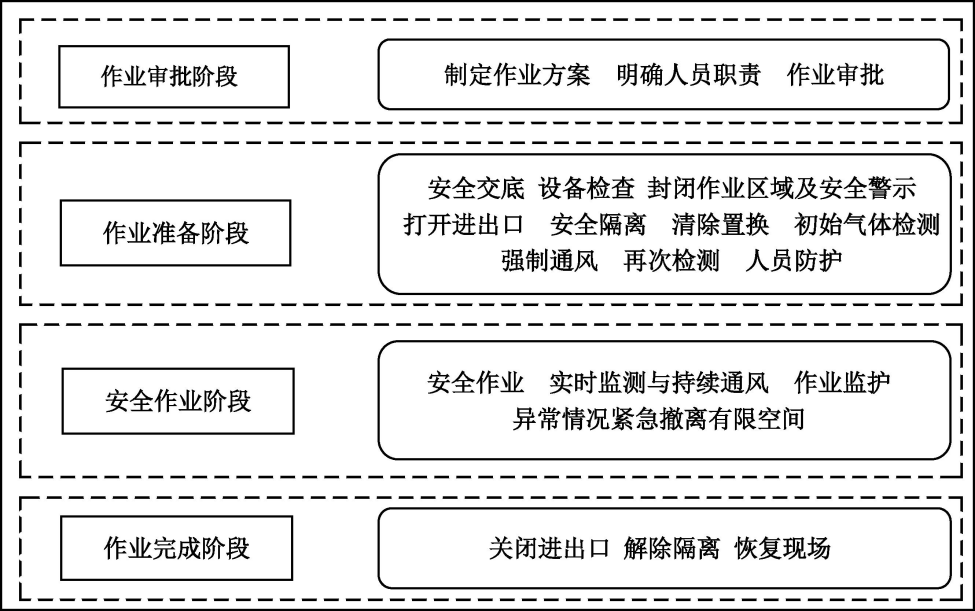 作业审批阶段
制定作业方案 明确人员职责 作业审批
作业准备阶段
安全交底 设备检查 封闭作业区域及安全警示
打开进出口 安全隔离 清除置换 初始气体检测
强制通风 再次检测 人员防护
安全作业阶段
安全作业 实时监测与持续通风 作业监护
异常情况紧急撤离有限空间
作业完成阶段
关闭进出口 解除隔离 恢复现场